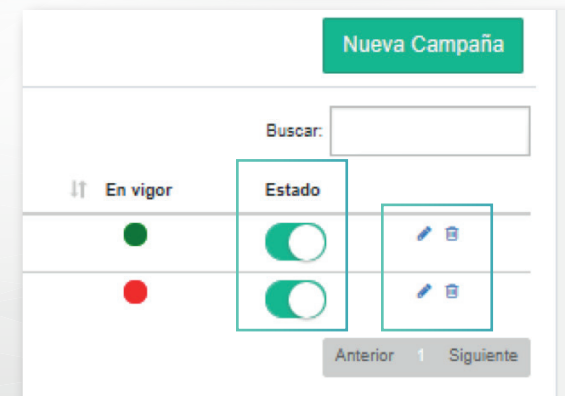 Nueva Campaña
Buscar:
En vigor Estado
Anterior 1 Siguiente